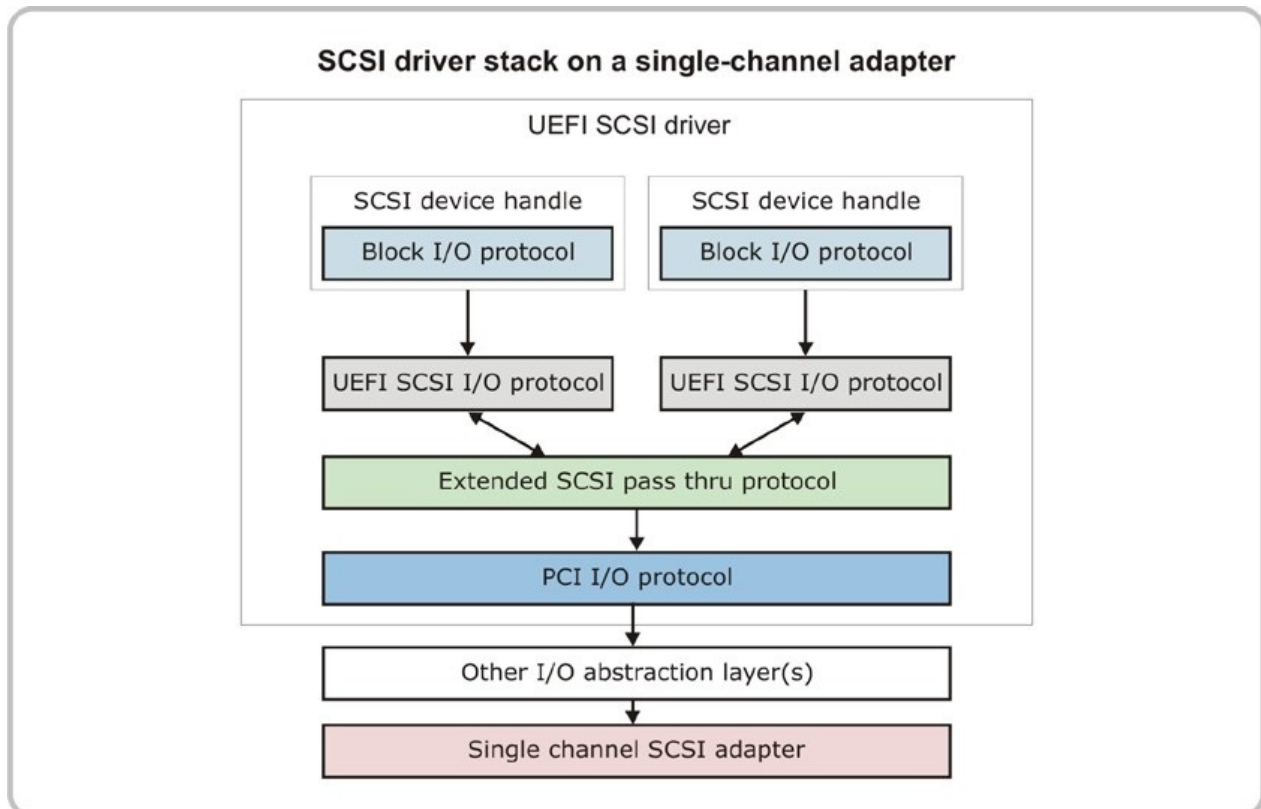 SCSI driver stack on a single-channel adapter
UEFI SCSI driver
SCSI device handle
Block I/O protocol
SCSI device handle
Block I/O protocol
UEFI SCSI I/O protocol
UEFI SCSI I/O protocol
Extended SCSI pass thru protocol
PCI I/O protocol
Other I/O abstraction layer(s)
Single channel SCSI adapter